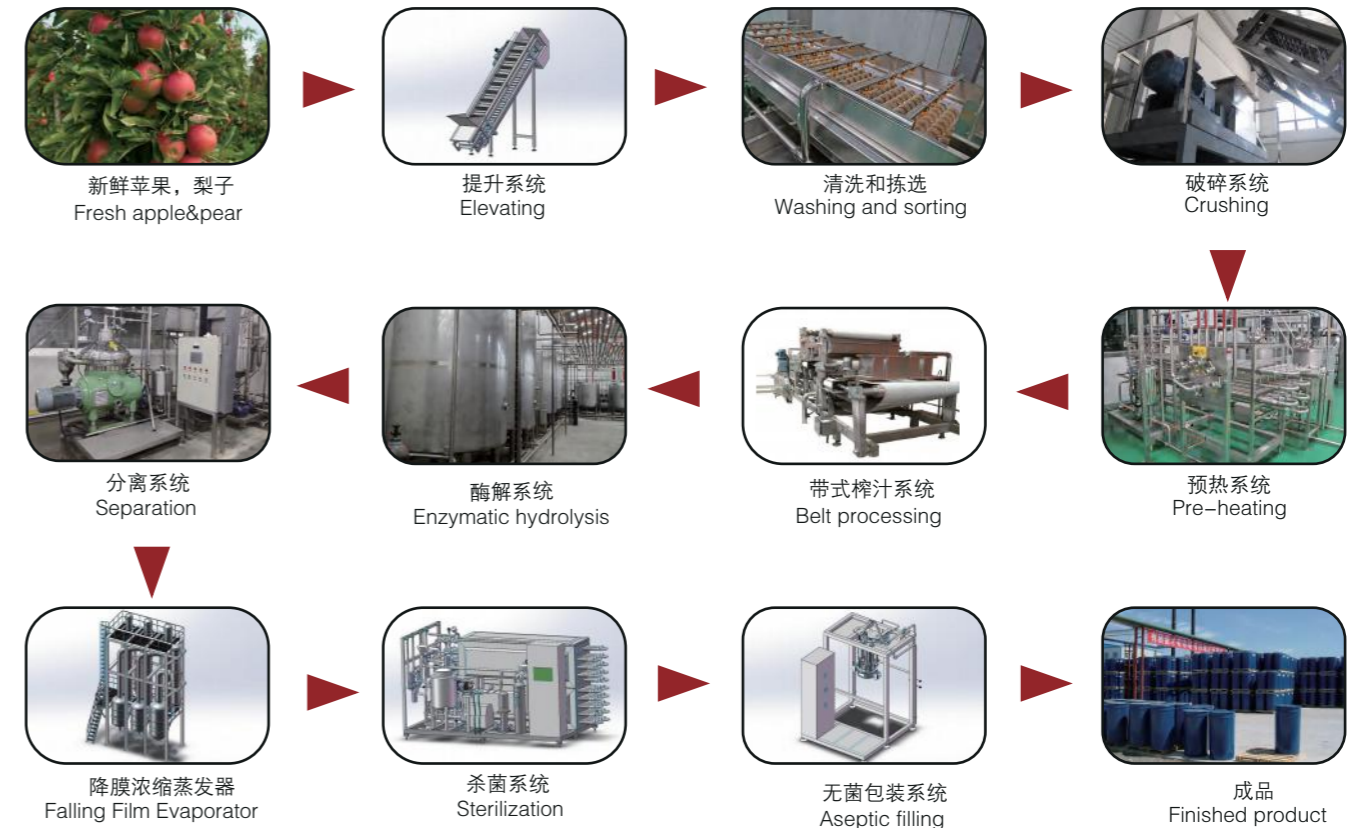 新鲜苹果，梨子
Fresh apple&pear
提升系统
Elevating
清洗和拣选
Washing and sorting
破碎系统
Crushing
预热系统
Pre-heating
带式榨汁系统
Belt processing
酶解系统
Enzymatic hydrolysis
分离系统
Separation
降膜浓缩蒸发器
Falling Film Evaporator
杀菌系统
Sterilization
无菌包装系统
Aseptic filling
成品
Finished product